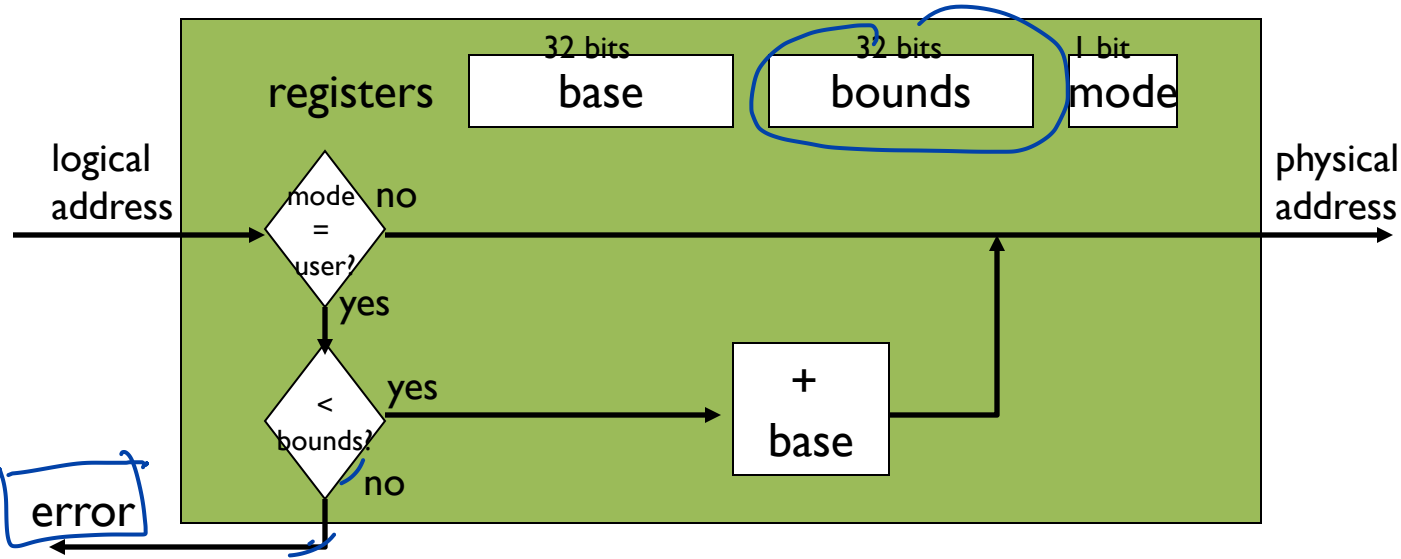 32 bits
32 bits
1 bit
registers
base
bounds
mode
logical
address
physical
address
mode
=
user?
no
yes
<
bounds?
yes
+
base
no
error